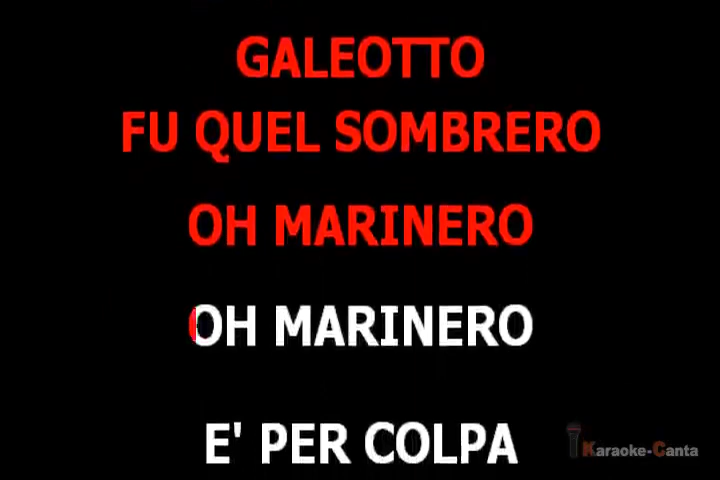 GALEOTTO
FU QUEL SOMBRERO
OH MARINERO
OH MARINERO
E' PER COLPA
Karaoke-Canta